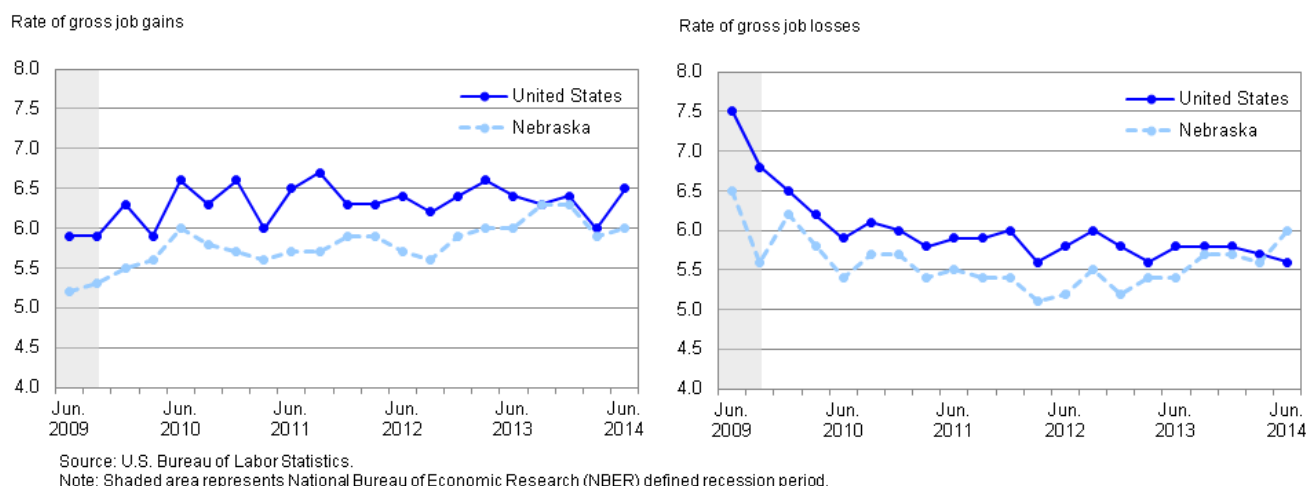 Rate of gross job gains
8.0
7.5
7.0
6.5
6.0
5.5
5.0
4.5
4.0
United States
Nebraska
Jun. Jun. Jun. Jun. Jun. Jun.
2009 2010 2011 2012 2013 2014
Rate of gross job losses
8.0
7.5
7.0
6.5
6.0
5.5
5.0
4.5
4.0
United States
Nebraska
Jun. Jun. Jun. Jun. Jun. Jun.
2009 2010 2011 2012 2013 2014
Source: U.S. Bureau of Labor Statistics.
Note: Shaded area represents National Bureau of Economic Research (NBER) defined recession period.